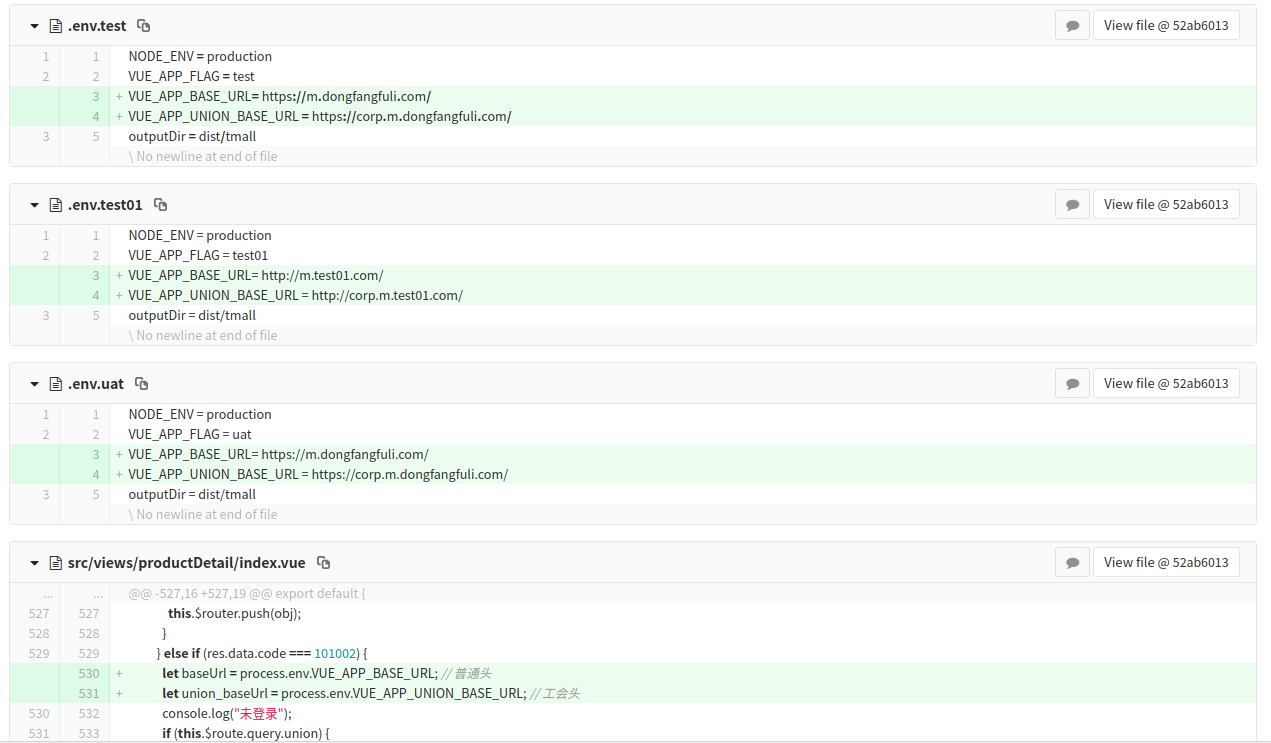 .env.test
View file @ 52ab6013
1 1 NODE_ENV = production
2 2 VUE_APP_FLAG = test
3 + VUE_APP_BASE_URL= https://m.dongfangfuli.com/
4 + VUE_APP_UNION_BASE_URL = https://corp.m.dongfangfuli.com/
3 5 outputDir = dist/tmall
\ No newline at end of file
.env.test01
View file @ 52ab6013
1 1 NODE_ENV = production
2 2 VUE_APP_FLAG = test01
3 + VUE_APP_BASE_URL= http://m.test01.com/
4 + VUE_APP_UNION_BASE_URL = http://corp.m.test01.com/
3 5 outputDir = dist/tmall
\ No newline at end of file
.env.uat
View file @ 52ab6013
1 1 NODE_ENV = production
2 2 VUE_APP_FLAG = uat
3 + VUE_APP_BASE_URL= https://m.dongfangfuli.com/
4 + VUE_APP_UNION_BASE_URL = https://corp.m.dongfangfuli.com/
3 5 outputDir = dist/tmall
\ No newline at end of file
src/views/productDetail/index.vue
View file @ 52ab6013
... ... @@ -527,16 +527,19 @@ export default {
527 527 this.$router.push(obj);
528 528 }
529 529 } else if (res.data.code === 101002) {
530 + let baseUrl = process.env.VUE_APP_BASE_URL; // 普通头
531 + let union_baseUrl = process.env.VUE_APP_UNION_BASE_URL; // 工会头
530 532 console.log("未登录");
531 533 if (this.$route.query.union) {